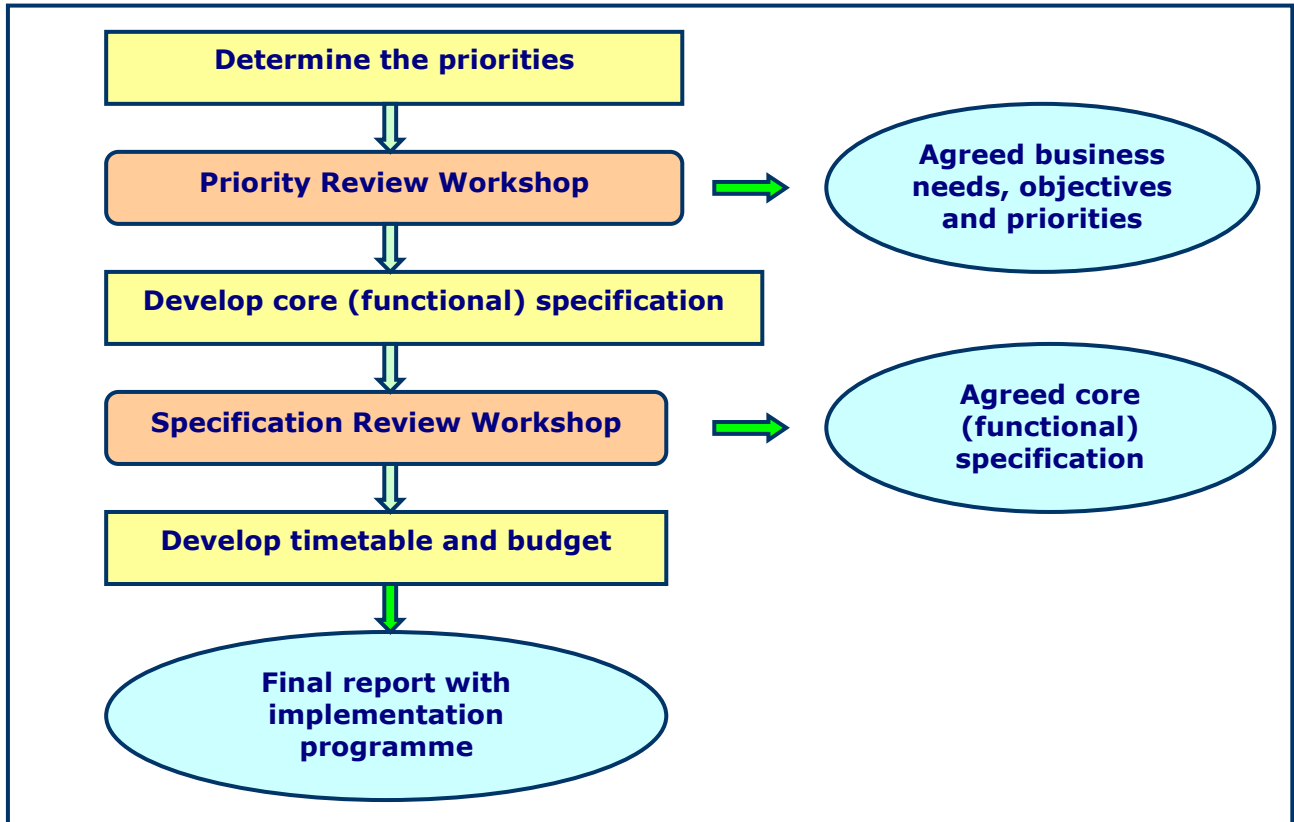 Determine the priorities
Priority Review Workshop
Agreed business
needs, objectives
and priorities
Develop core (functional) specification
Specification Review Workshop
Agreed core
(functional)
specification
Develop timetable and budget
Final report with
implementation
programme